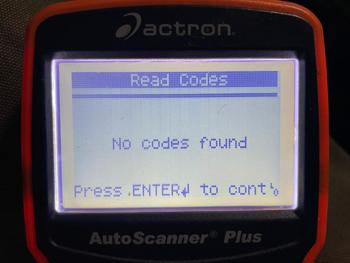 actron
Read Codes
No codes found
Press .ENTER↲ to cont'
AutoScanner® Plus